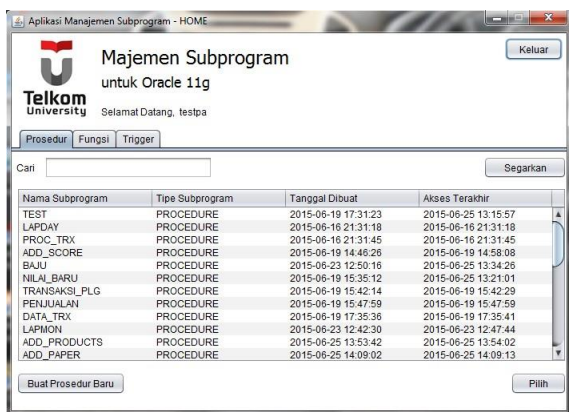 Aplikasi Manajemen Subprogram - HOME
Telkom
University
Majemen Subprogram
untuk Oracle 11g
Selamat Datang, testpa
Keluar
Prosedur Fungsi Trigger
Cari
Segarkan
Nama Subprogram Tipe Subprogram Tanggal Dibuat Akses Terakhir
TEST PROCEDURE 2015-06-19 17:31:23 2015-06-25 13:15:57
LAPDAY PROCEDURE 2015-06-16 21:31:18 2015-06-16 21:31:18
PROC_TRX PROCEDURE 2015-06-16 21:31:45 2015-06-16 21:31:45
ADD_SCORE PROCEDURE 2015-06-19 14:46:26 2015-06-19 14:58:08
BAJU PROCEDURE 2015-06-23 12:50:16 2015-06-25 13:34:26
NILAI_BARU PROCEDURE 2015-06-19 15:35:12 2015-06-25 13:21:01
TRANSAKSI_PLG PROCEDURE 2015-06-19 15:42:14 2015-06-19 15:42:29
PENJUALAN PROCEDURE 2015-06-19 15:47:59 2015-06-19 15:47:59
DATA_TRX PROCEDURE 2015-06-19 17:35:36 2015-06-19 17:35:41
LAPMON PROCEDURE 2015-06-23 12:42:30 2015-06-23 12:47:44
ADD_PRODUCTS PROCEDURE 2015-06-25 13:53:42 2015-06-25 13:54:02
ADD_PAPER PROCEDURE 2015-06-25 14:09:02 2015-06-25 14:09:13
Buat Prosedur Baru
Pilih